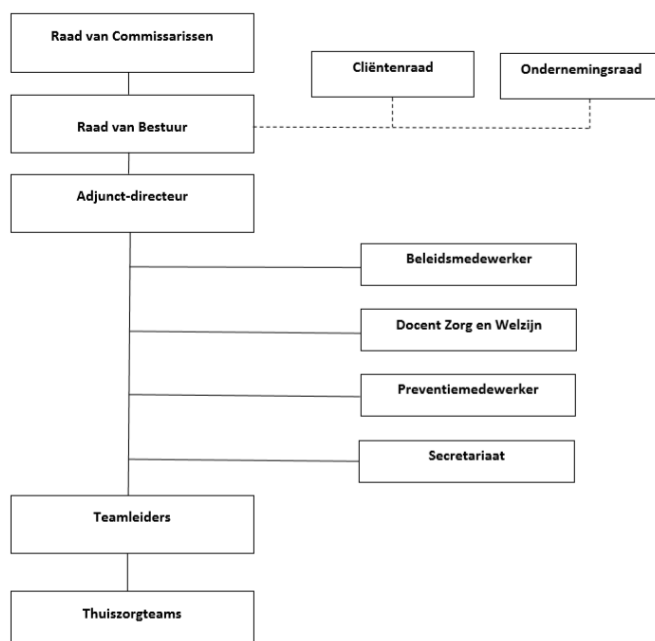 Raad van Commissarissen
Cliëntenraad
Ondernemingsraad
Raad van Bestuur
Adjunct-directeur
Beleidsmedewerker
Docent Zorg en Welzijn
Preventiemedewerker
Secretariaat
Teamleiders
Thuiszorgteams